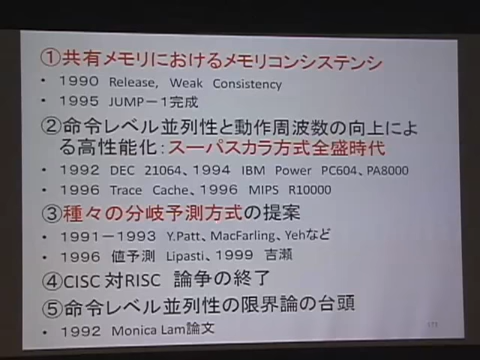 ①共有メモリにおけるメモリコンシステンシ
・ 1990 Release, Weak Consistency
・ 1995 JUMP－1完成
②命令レベル並列性と動作周波数の向上によ
る高性能化：スーパスカラ方式全盛時代
・ 1992 DEC 21064、1994 IBM Power PC604、PA8000
・ 1996 Trace Cache、1996 MIPS R10000
③種々の分岐予測方式の提案
・ 1991－1993 Y.Patt、MacFarling、Yehなど
・ 1996 値予測 Lipasti、1999 吉瀬
④CISC 対RISC 論争の終了
⑤命令レベル並列性の限界論の台頭
・ 1992 Monica Lam論文